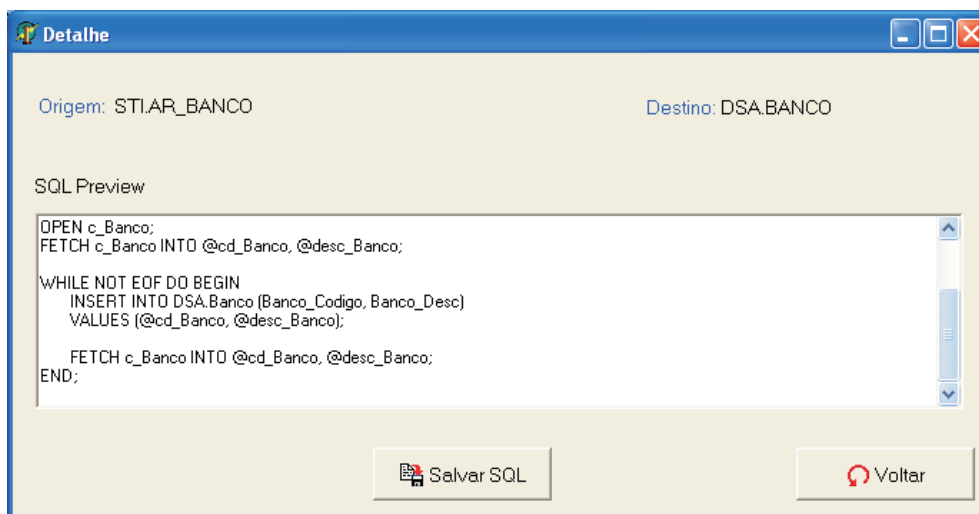 Detalhe
Origem: STI.AR_BANCO Destino: DSA.BANCO
SQL Preview
OPEN c_Banco;
FETCH c_Banco INTO @cd_Banco, @desc_Banco;
WHILE NOT EOF DO BEGIN
INSERT INTO DSA.Banco (Banco_Codigo, Banco_Desc)
VALUES (@cd_Banco, @desc_Banco);
FETCH c_Banco INTO @cd_Banco, @desc_Banco;
END;
Salvar SQL Voltar